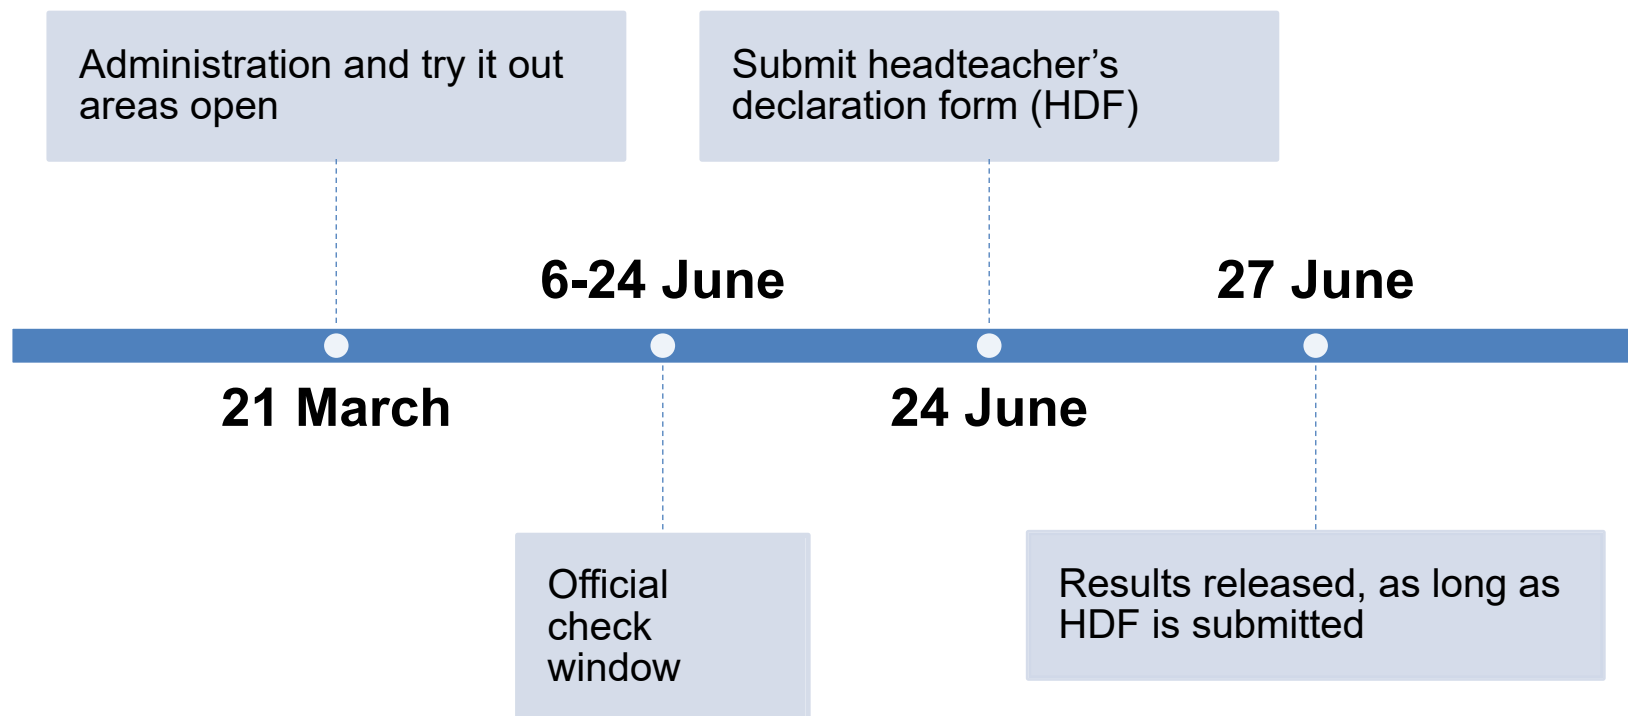 Administration and try it out
areas open
Submit headteacher’s
declaration form (HDF)
6-24 June
27 June
21 March
24 June
Official
check
window
Results released, as long as
HDF is submitted